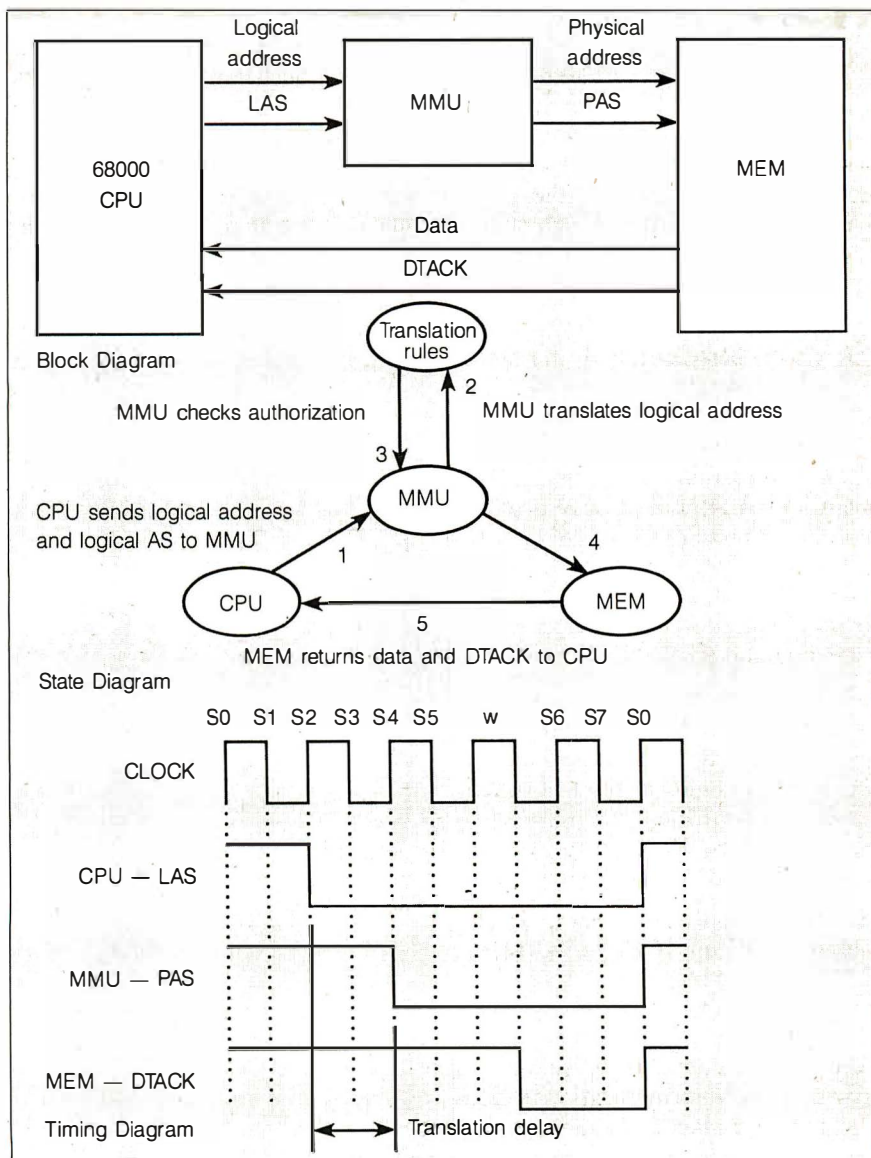 Logical
address
Physical
address
LAS
MMU
PAS
68000
CPU
MEM
Data
DTACK
Block Diagram
Translation
rules
2
MMU checks authorization
MMU translates logical address
3
MMU
CPU sends logical address
and logical AS to MMU
1
4
CPU
MEM
5
MEM returns data and DTACK to CPU
State Diagram
S0 S1 S2 S3 S4 S5 w S6 S7 S0
CLOCK
CPU — LAS
MMU — PAS
MEM — DTACK
Timing Diagram
Translation delay